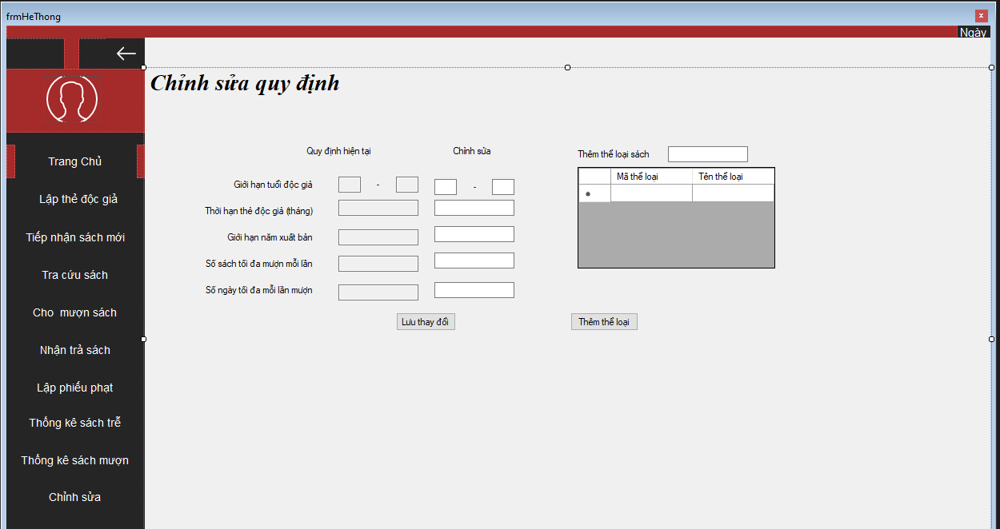 frmHeThong
x
Ngày
Trang Chủ
Lập thẻ độc giả
Tiếp nhận sách mới
Tra cứu sách
Cho  mượn sách
Nhận trả sách
Lập phiếu phạt
Thống kê sách trễ
Thống kê sách mượn
Chỉnh sửa
Chỉnh sửa quy định
Quy định hiện tại
Chỉnh sửa
Giới hạn tuổi độc giả - -
Thời hạn thẻ độc giả (tháng)
Giới hạn năm xuất bản
Số sách tối đa mượn mỗi lần
Số ngày tối đa mỗi lần mượn
Lưu thay đổi
Thêm thể loại sách
Mã thể loại
Tên thể loại
Thêm thể loại